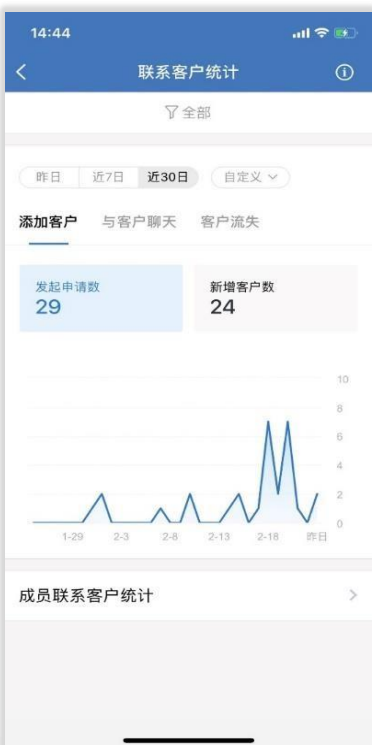 14:44
联系客户统计
全部
昨日 近7日 近30日 自定义
添加客户 与客户聊天 客户流失
发起申请数 新增客户数
29 24
10
8
6
4
2
0
1-29 2-3 2-8 2-13 2-18 昨日
成员联系客户统计